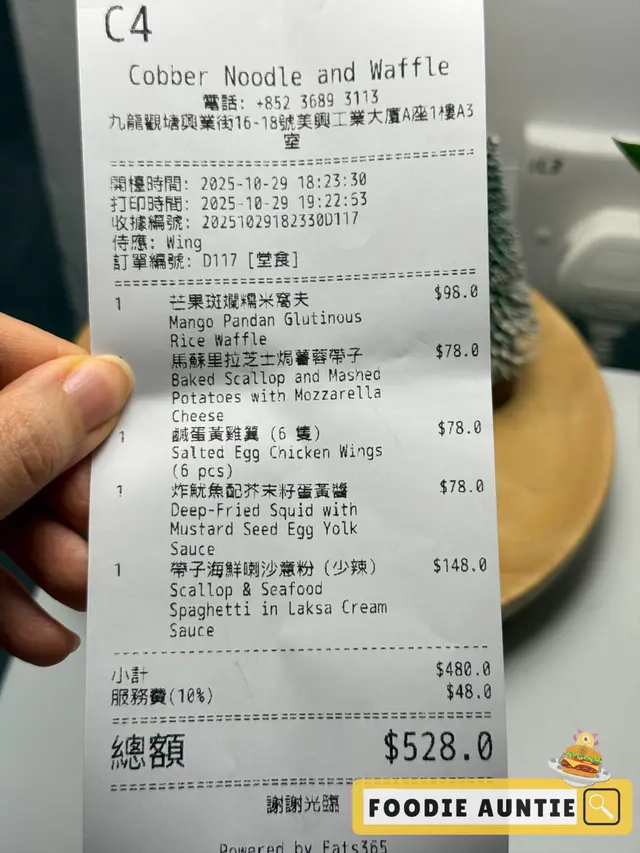 C4
Cobber Noodle and Waffle
電話: +852 3689 3113
九龍觀塘興業街16-18號美興工業大廈A座1樓A3
室
開檯時間: 2025-10-29 18:23:30
打印時間: 2025-10-29 19:22:53
收據編號: 20251029182330D117
侍應: Wing
訂單編號: D117 [堂食]
1 芒果斑斕糯米窩夫 $98.0
Mango Pandan Glutinous
Rice Waffle
馬蘇里拉芝士焗薯蓉帶子 $78.0
Baked Scallop and Mashed
Potatoes with Mozzarella
Cheese
1 鹹蛋黃雞翼 (6 隻) $78.0
Salted Egg Chicken Wings
(6 pcs)
1 炸魷魚配芥末籽蛋黃醬 $78.0
Deep-Fried Squid with
Mustard Seed Egg Yolk
Sauce
1 帶子海鮮喇沙意粉 (少辣) $148.0
Scallop & Seafood
Spaghetti in Laksa Cream
Sauce
小計 $480.0
服務費(10%) $48.0
總額 $528.0
謝謝光臨
Powered by Eats365
FOODIE AUNTIE